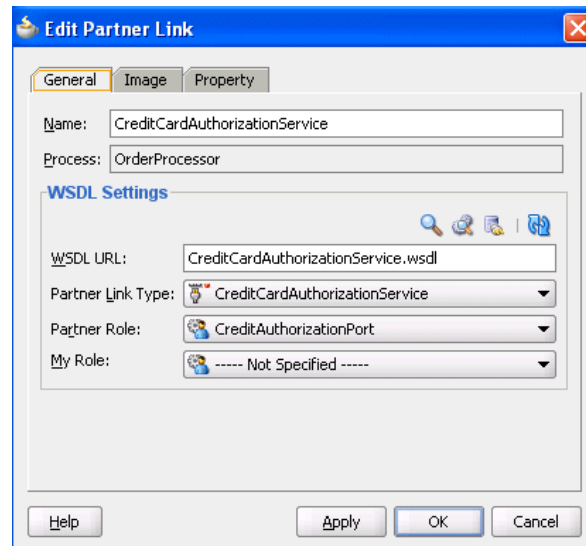 Edit Partner Link
General Image Property
Name: CreditCardAuthorizationService
Process: OrderProcessor
WSDL Settings
WSDL URL: CreditCardAuthorizationService.wsdl
Partner Link Type: CreditCardAuthorizationService
Partner Role: CreditAuthorizationPort
My Role: ----- Not Specified -----
Help Apply OK Cancel